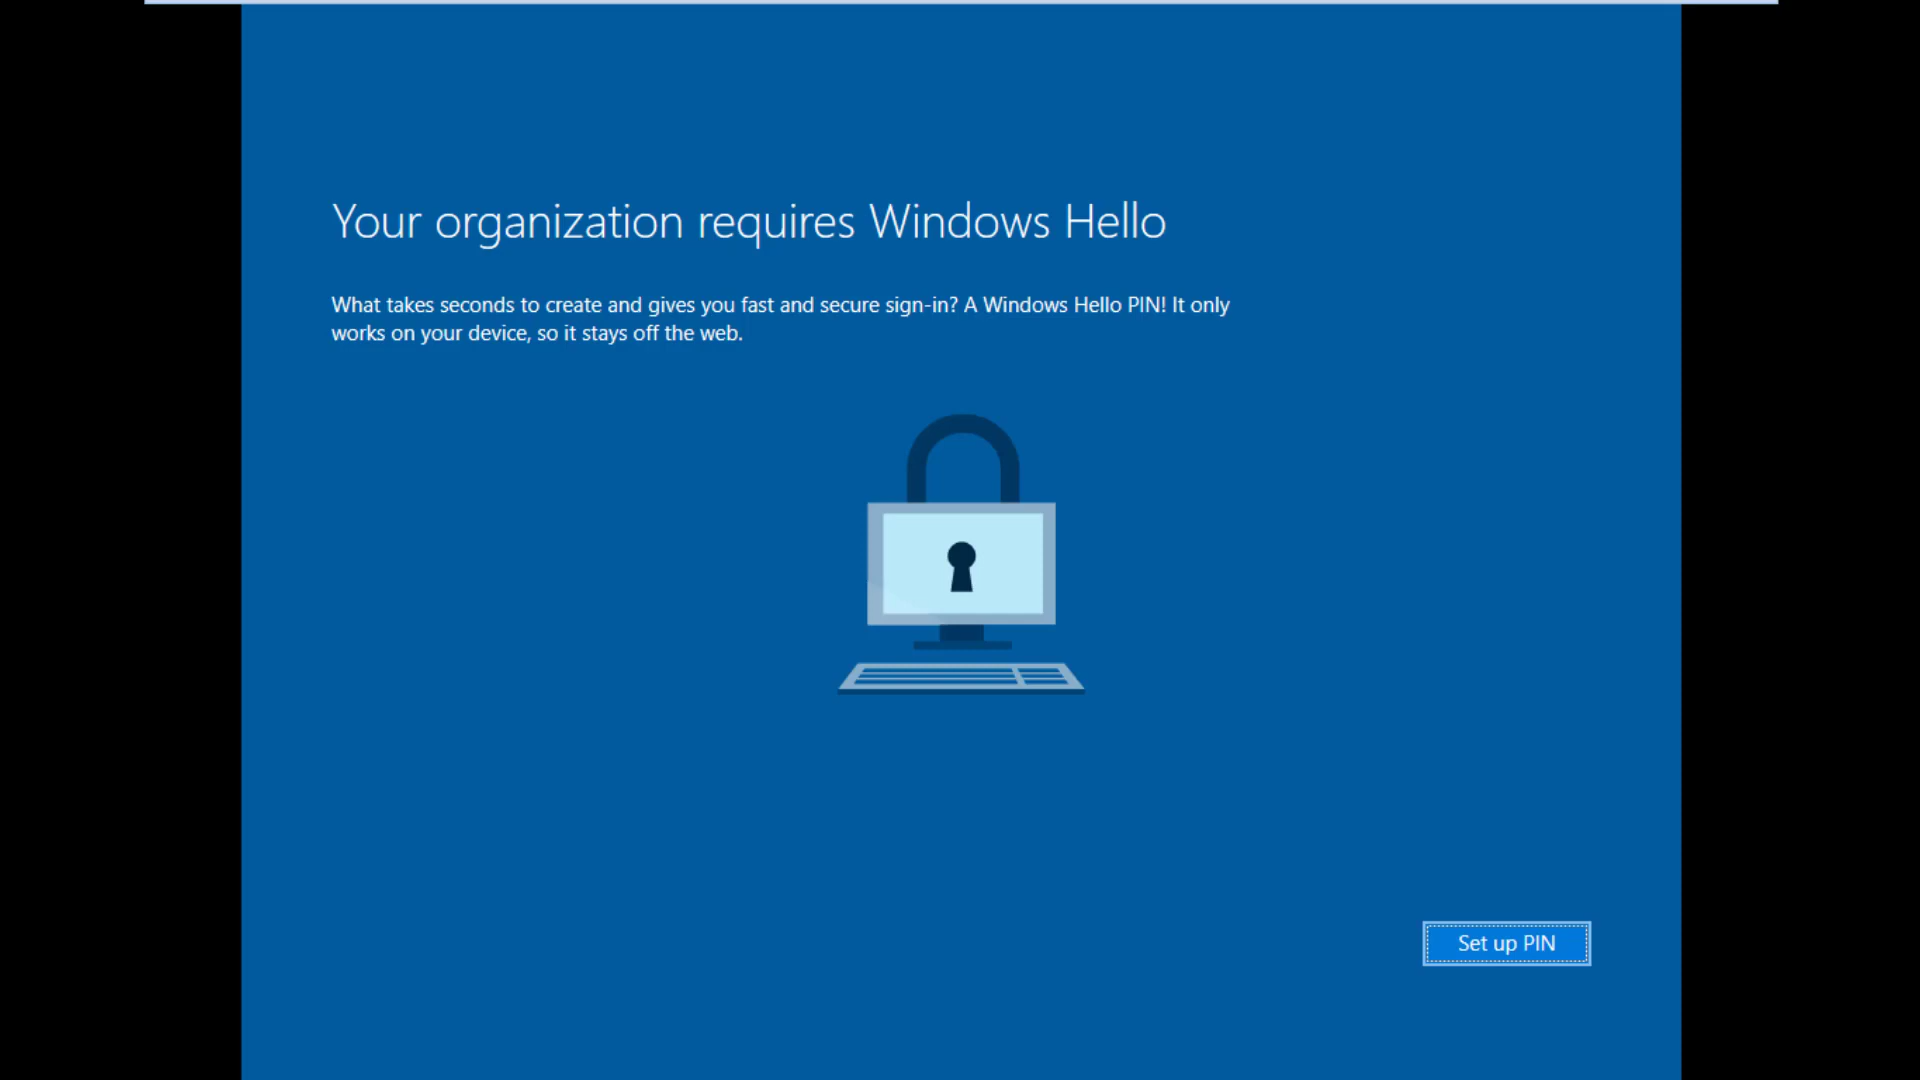 Your organization requires Windows Hello
What takes seconds to create and gives you fast and secure sign-in? A Windows Hello PIN! It only
works on your device, so it stays off the web.
Set up PIN